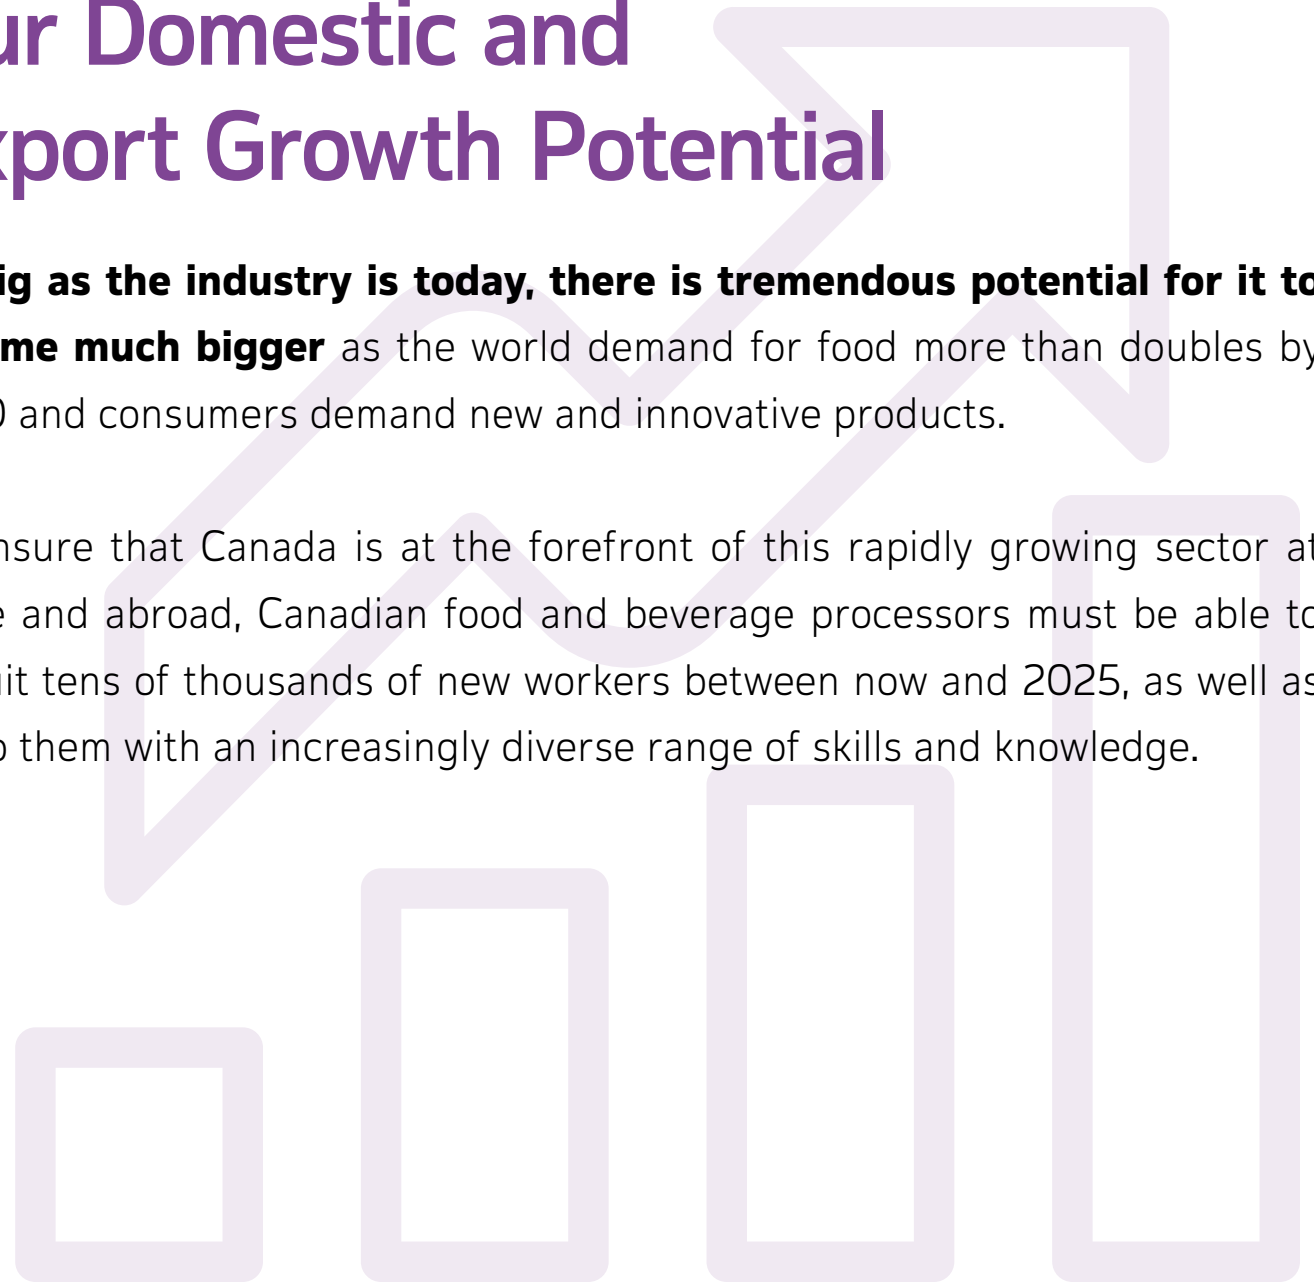 ur Domestic and
xport Growth Potential
ig as the industry is today, there is tremendous potential for it to
me much bigger as the world demand for food more than doubles by
0 and consumers demand new and innovative products.
nsure that Canada is at the forefront of this rapidly growing sector at
e and abroad, Canadian food and beverage processors must be able to
uit tens of thousands of new workers between now and 2025, as well as
p them with an increasingly diverse range of skills and knowledge.